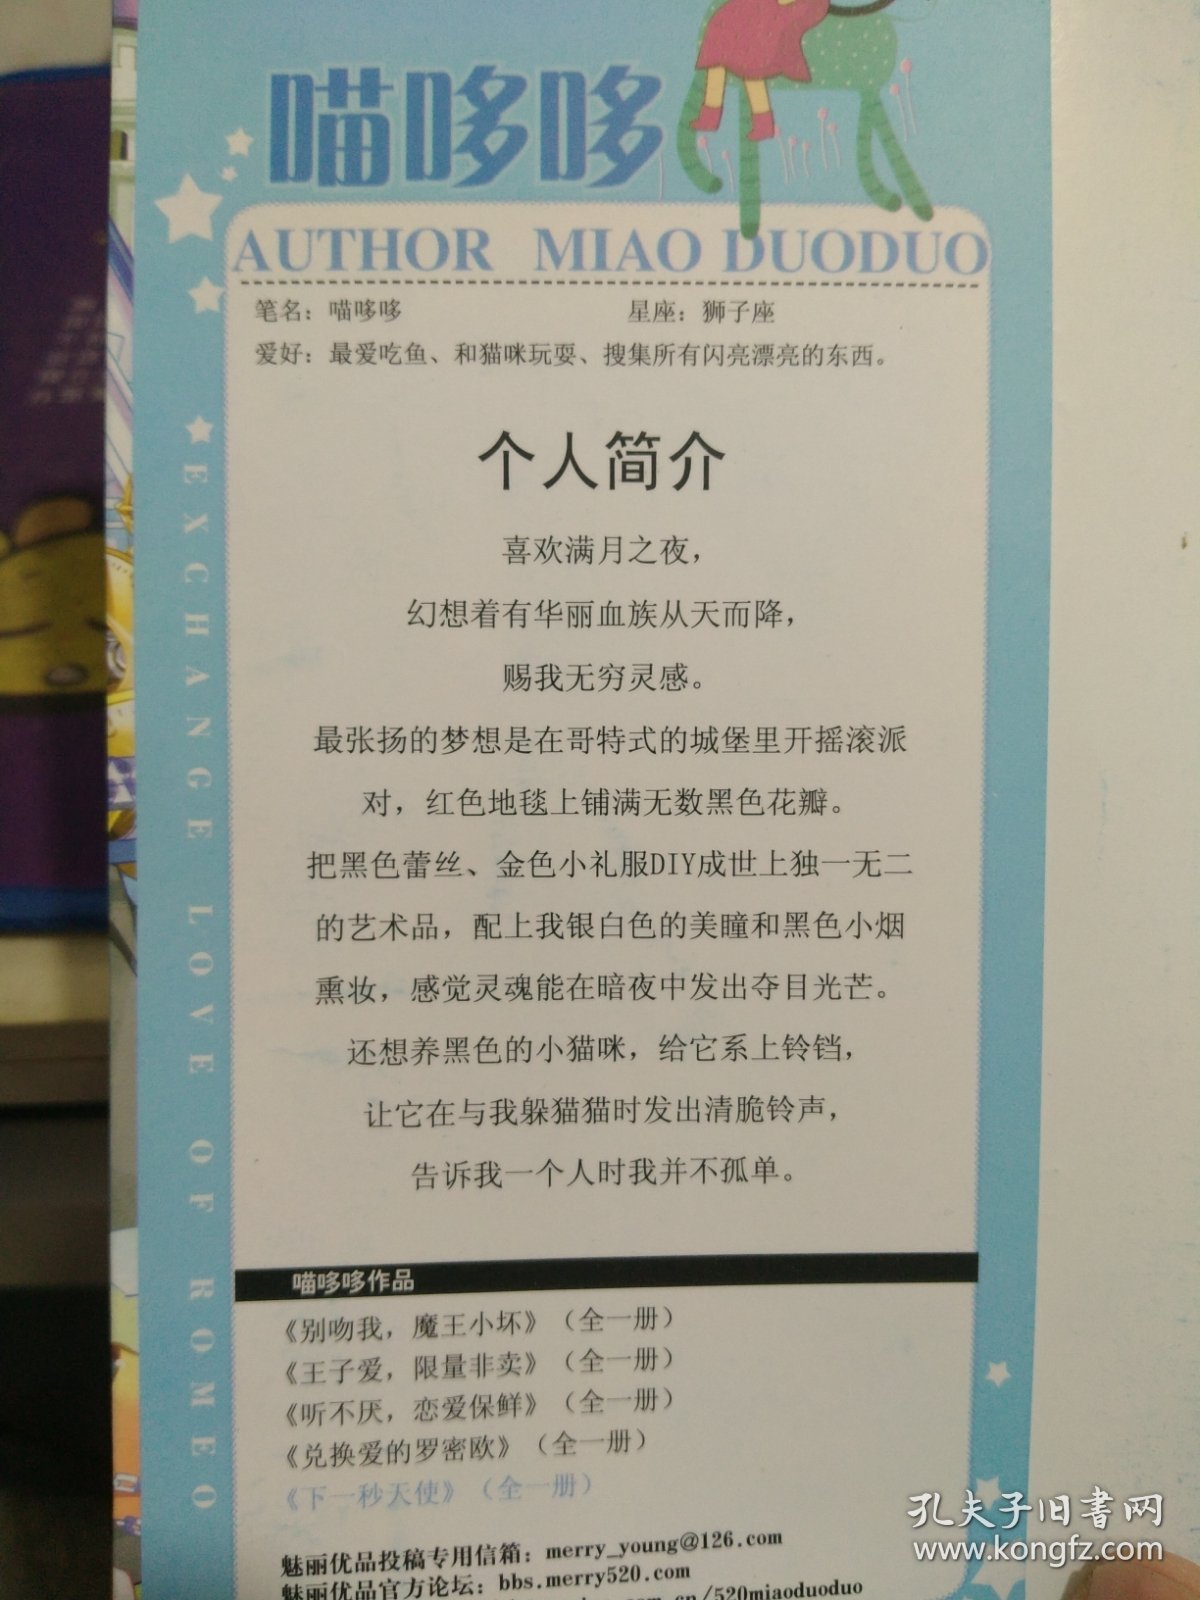 喵哆哆
AUTHOR MIAO DUODUO
笔名：喵哆哆 星座：狮子座
爱好：最爱吃鱼、和猫咪玩耍、搜集所有闪亮漂亮的东西。
个人简介
喜欢满月之夜，
幻想着有华丽血族从天而降，
赐我无穷灵感。
最张扬的梦想是在哥特式的城堡里开摇滚派
对，红色地毯上铺满无数黑色花瓣。
把黑色蕾丝、金色小礼服DIY成世上独一无二
的艺术品，配上我银白色的美瞳和黑色小烟
熏妆，感觉灵魂能在暗夜中发出夺目光芒。
还想养黑色的小猫咪，给它系上铃铛，
让它在与我躲猫猫时发出清脆铃声，
告诉我一个人时我并不孤单。
喵哆哆作品
《别吻我，魔王小坏》（全一册）
《王子爱，限量非卖》（全一册）
《听不厌，恋爱保鲜》（全一册）
《兑换爱的罗密欧》（全一册）
《下一秒天使》（全一册）
魅丽优品投稿专用信箱：merry_young@126.com
魅丽优品官方论坛：bbs.merry520.com
/520miaoduoduo
EXCHANGE LOVE OF ROMEO
孔夫子旧书网
www.kongfz.com